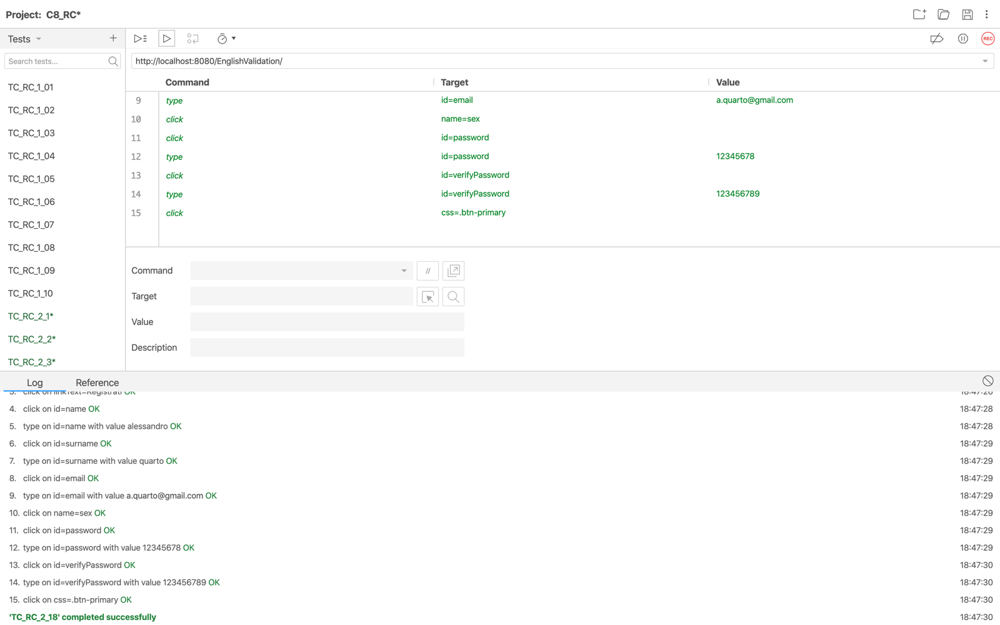 Project: C8_RC*
Tests
REC
Search tests...
http://localhost:8080/EnglishValidation/
Command Target Value
TC_RC_1_01
TC_RC_1_02
TC_RC_1_03
TC_RC_1_04
TC_RC_1_05
TC_RC_1_06
TC_RC_1_07
TC_RC_1_08
TC_RC_1_09
TC_RC_1_10
TC_RC_2_1*
TC_RC_2_2*
TC_RC_2_3*
9 type id=email a.quarto@gmail.com
10 click name=sex
11 click id=password
12 type id=password 12345678
13 click id=verifyPassword
14 type id=verifyPassword 123456789
15 click css=.btn-primary
Command //
Target
Value
Description
Log Reference
3. click on linkText=Registrati OK 18:47:26
4. click on id=name OK 18:47:28
5. type on id=name with value alessandro OK 18:47:28
6. click on id=surname OK 18:47:29
7. type on id=surname with value quarto OK 18:47:29
8. click on id=email OK 18:47:29
9. type on id=email with value a.quarto@gmail.com OK 18:47:29
10. click on name=sex OK 18:47:29
11. click on id=password OK 18:47:29
12. type on id=password with value 12345678 OK 18:47:29
13. click on id=verifyPassword OK 18:47:30
14. type on id=verifyPassword with value 123456789 OK 18:47:30
15. click on css=.btn-primary OK 18:47:30
'TC_RC_2_18' completed successfully 18:47:30